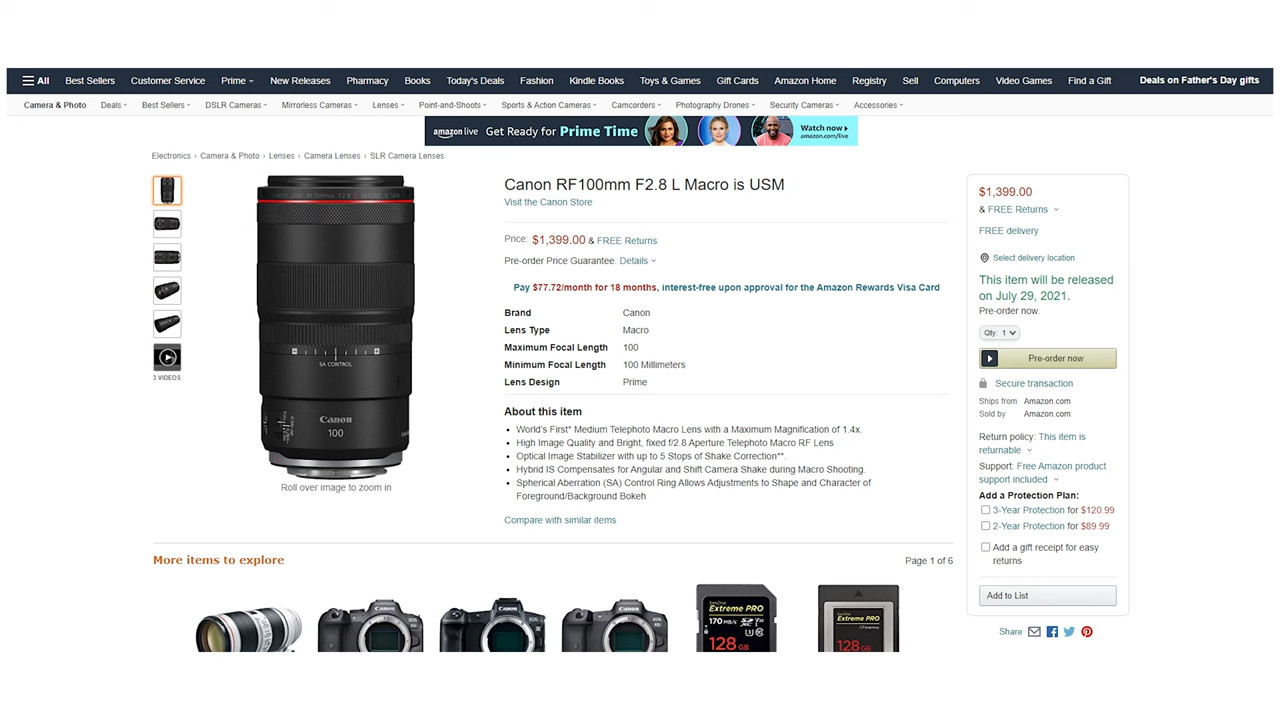 All Best Sellers Customer Service Prime New Releases Pharmacy Books Today's Deals Fashion Kindle Books Toys & Games Gift Cards Amazon Home Registry Sell Computers Video Games Find a Gift Deals on Father's Day gifts
Camera & Photo Deals Best Sellers DSLR Cameras Mirrorless Cameras Lenses Point-and-Shoots Sports & Action Cameras Camcorders Photography Drones Security Cameras Accessories
amazon live Get Ready for Prime Time Watch now
amazon.com/live
Electronics › Camera & Photo › Lenses › Camera Lenses › SLR Camera Lenses
SA CONTROL
Canon
100
3 VIDEOS
Roll over image to zoom in
Canon RF100mm F2.8 L Macro is USM
Visit the Canon Store
Price: $1,399.00 & FREE Returns
Pre-order Price Guarantee. Details
Pay $77.72/month for 18 months, interest-free upon approval for the Amazon Rewards Visa Card
Brand Canon
Lens Type Macro
Maximum Focal Length 100
Minimum Focal Length 100 Millimeters
Lens Design Prime
About this item
• World's First* Medium Telephoto Macro Lens with a Maximum Magnification of 1.4x.
• High Image Quality and Bright, fixed f/2.8 Aperture Telephoto Macro RF Lens
• Optical Image Stabilizer with up to 5 Stops of Shake Correction**.
• Hybrid IS Compensates for Angular and Shift Camera Shake during Macro Shooting.
• Spherical Aberration (SA) Control Ring Allows Adjustments to Shape and Character of
Foreground/Background Bokeh
Compare with similar items
$1,399.00
& FREE Returns
FREE delivery
Select delivery location
This item will be released
on July 29, 2021.
Pre-order now.
Qty: 1
Pre-order now
Secure transaction
Ships from Amazon.com
Sold by Amazon.com
Return policy: This item is
returnable
Support: Free Amazon product
support included
Add a Protection Plan:
3-Year Protection for $120.99
2-Year Protection for $89.99
Add a gift receipt for easy
returns
Add to List
Share
More items to explore
Page 1 of 6
Canon
Canon
Canon
SanDisk
Extreme PRO
170 MB/s
128 GB
Extreme PRO
128 GB